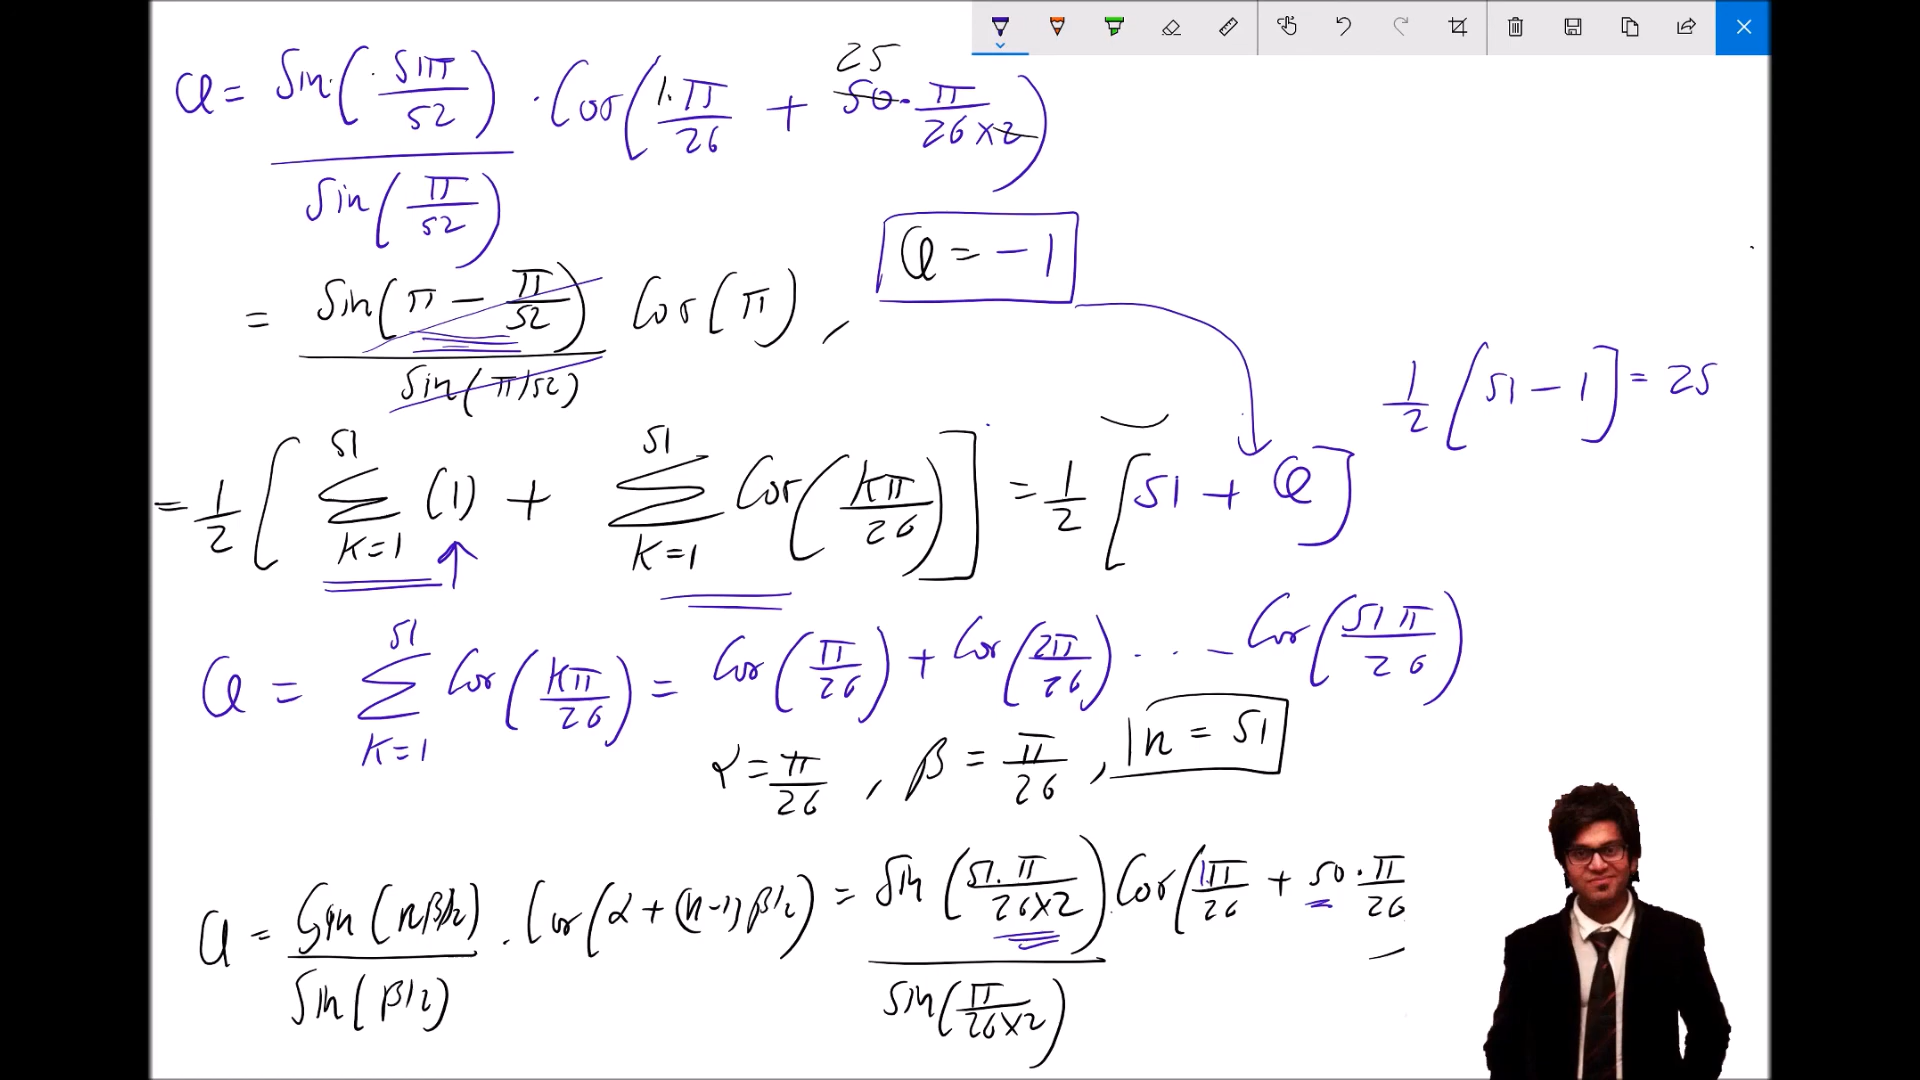 Q = sin(51π/52)/sin(π/52) · Cos(1·π/26 + 50·π/26×2) 25
= sin(π − π/52)/sin(π/52) Cos(π) , Q = −1
1/2 [51 − 1] = 25
= 1/2 [ 51 Σ K=1 (1) + 51 Σ K=1 Cos(Kπ/26) ] = 1/2 [51 + Q]
Q = 51 Σ K=1 Cos(Kπ/26) = Cos(π/26) + Cos(2π/26) . . . – Cos(51π/26)
α = π/26 , β = π/26 , n = 51
Q = Sin(nβ/2)/Sin(β/2) . Cos(α + (n-1)β/2) = Sin(51.π/26×2)/Sin(π/26×2) . Cos(1π/26 + 50·π/26